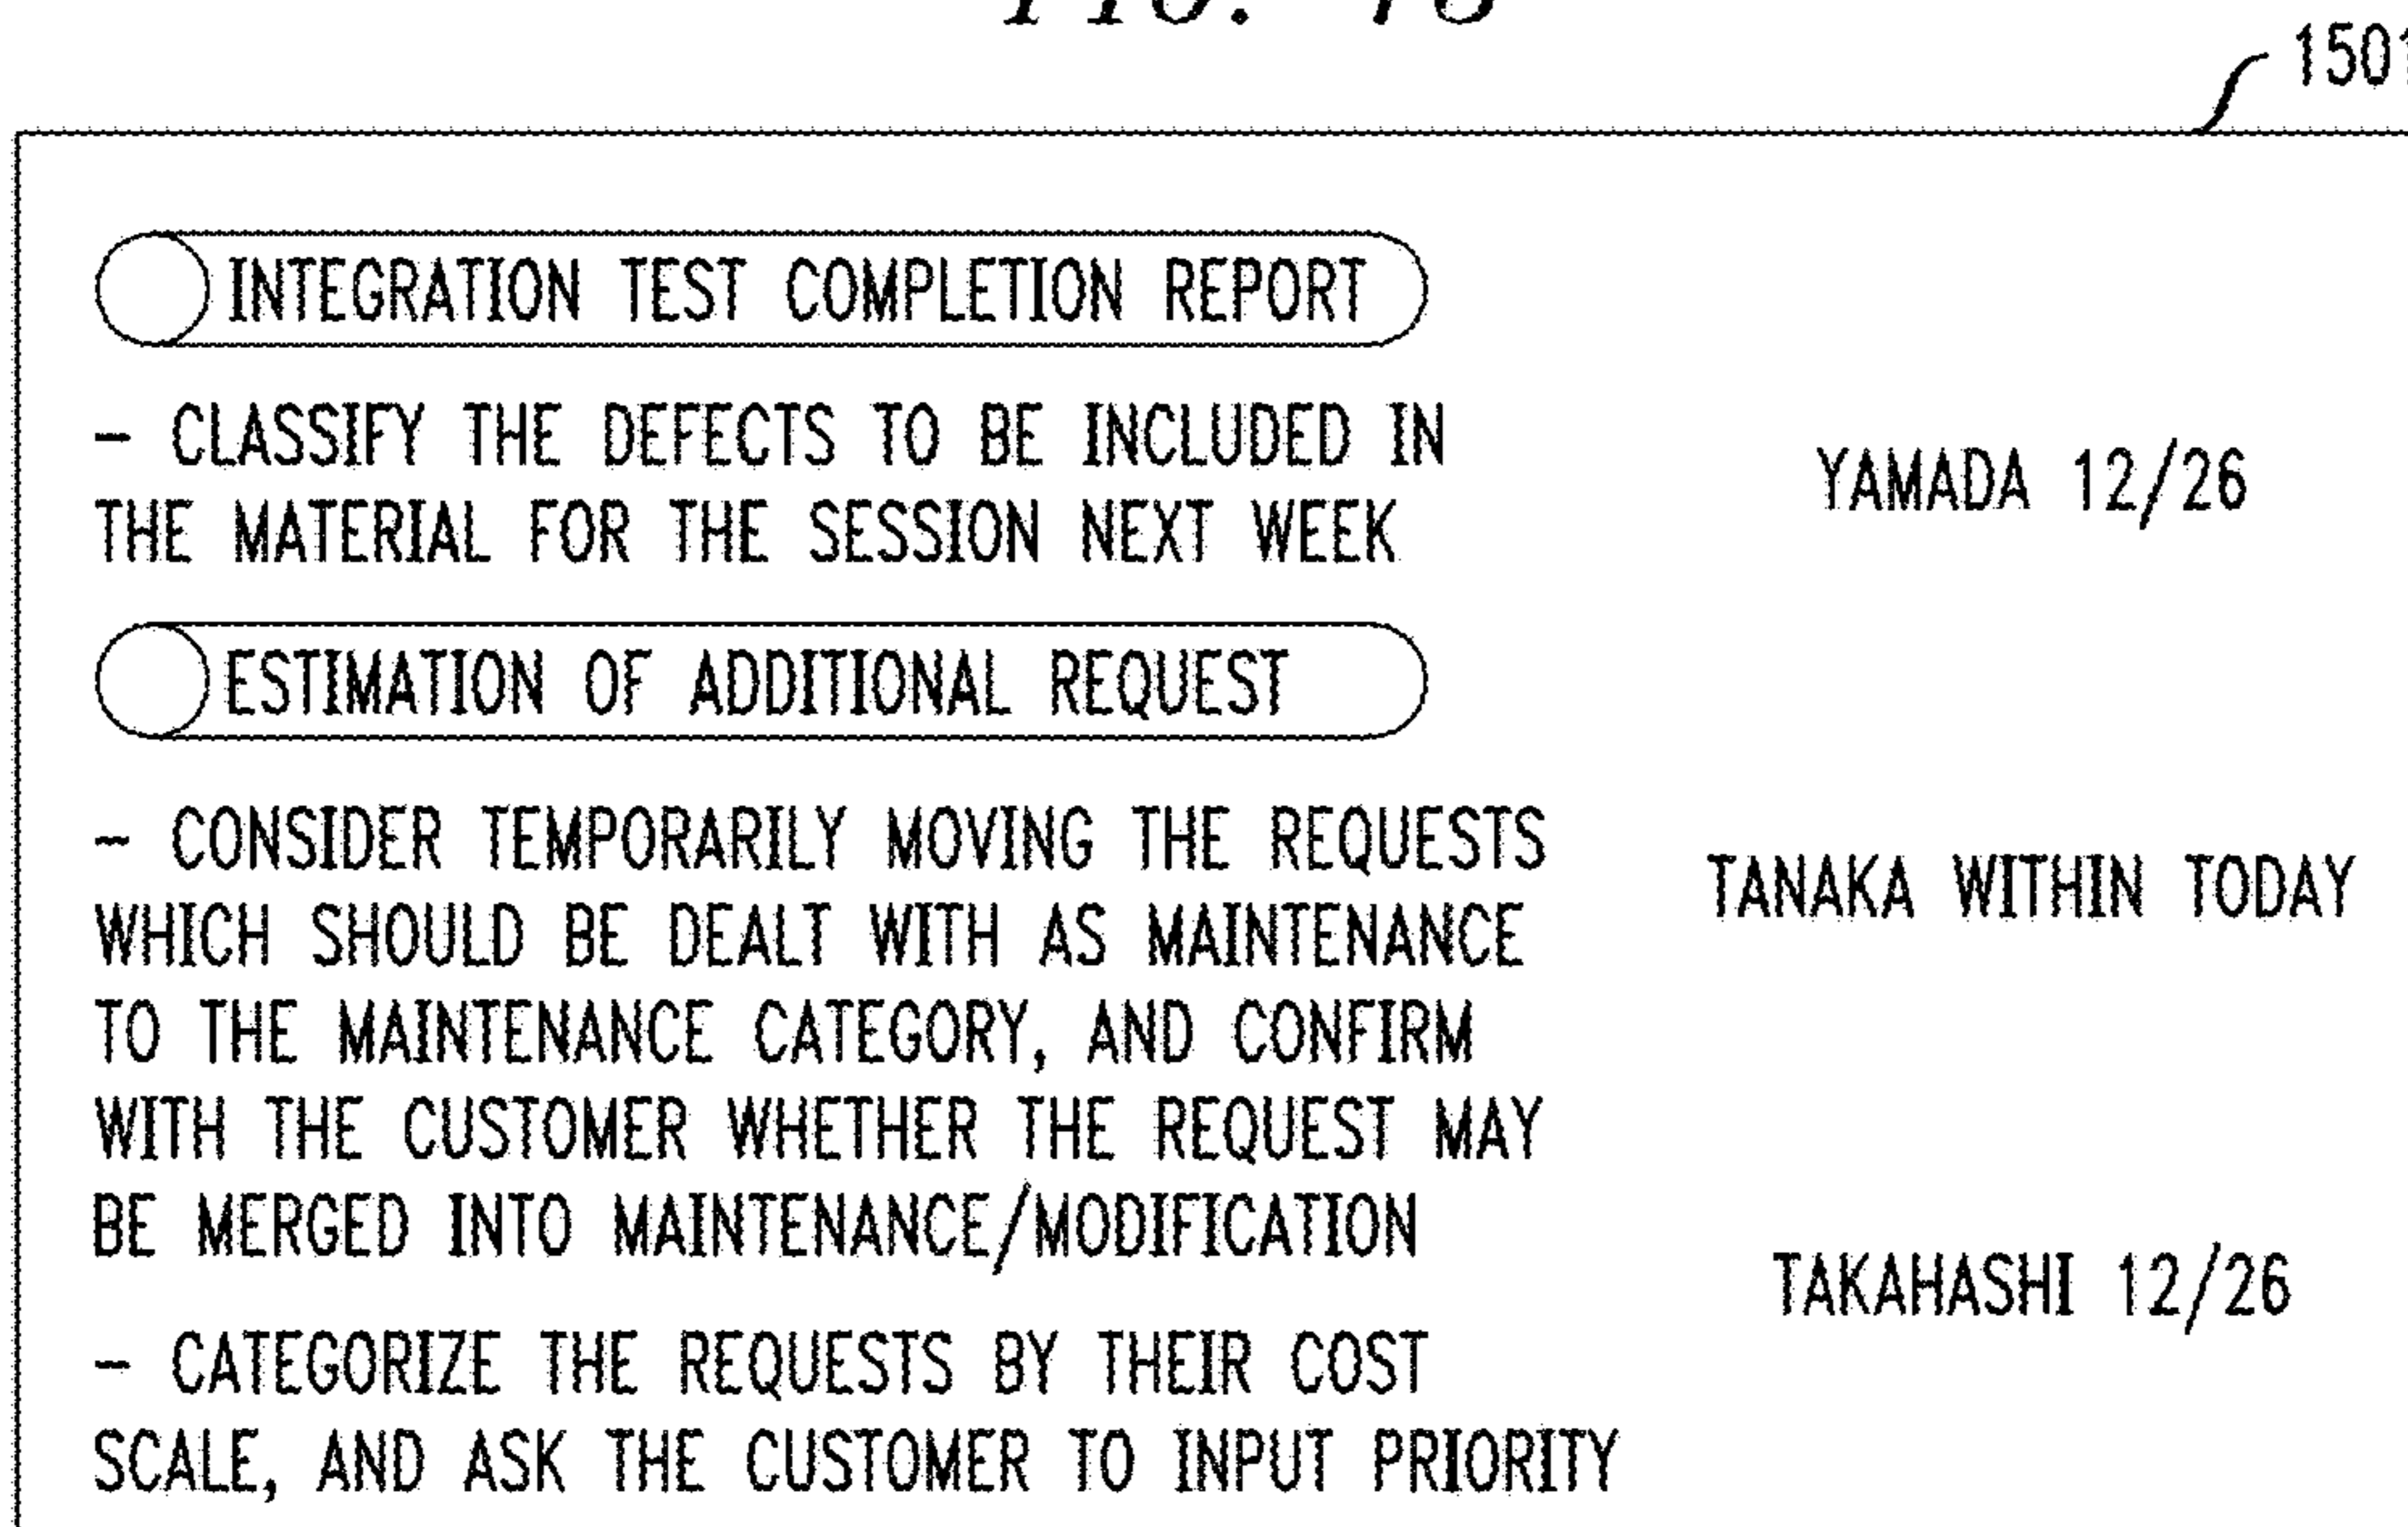 1501
INTEGRATION TEST COMPLETION REPORT
– CLASSIFY THE DEFECTS TO BE INCLUDED IN
THE MATERIAL FOR THE SESSION NEXT WEEK
YAMADA 12/26
ESTIMATION OF ADDITIONAL REQUEST
– CONSIDER TEMPORARILY MOVING THE REQUESTS
WHICH SHOULD BE DEALT WITH AS MAINTENANCE
TO THE MAINTENANCE CATEGORY, AND CONFIRM
WITH THE CUSTOMER WHETHER THE REQUEST MAY
BE MERGED INTO MAINTENANCE/MODIFICATION
TANAKA WITHIN TODAY
– CATEGORIZE THE REQUESTS BY THEIR COST
SCALE, AND ASK THE CUSTOMER TO INPUT PRIORITY
TAKAHASHI 12/26